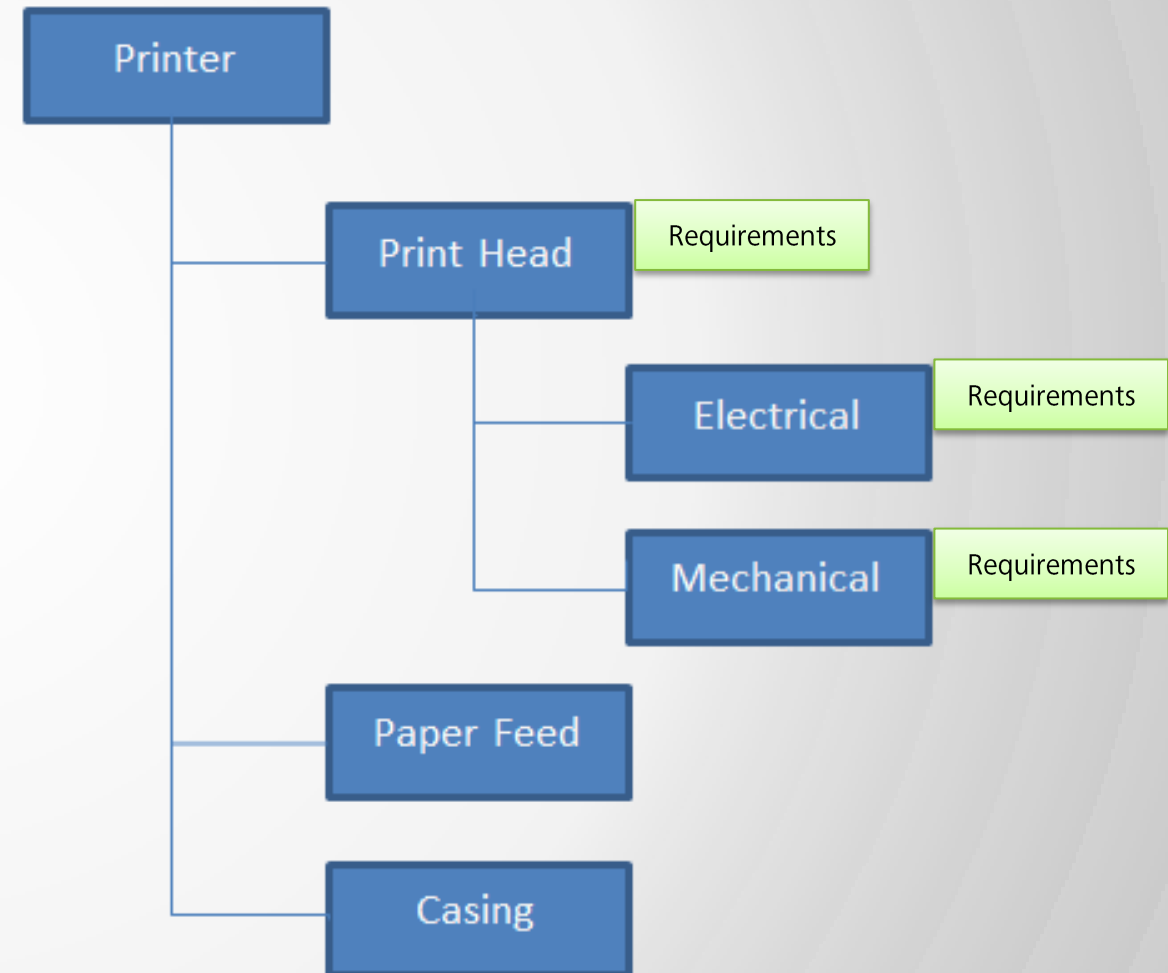 Printer
Print Head
Requirements
Electrical
Requirements
Mechanical
Requirements
Paper Feed
Casing